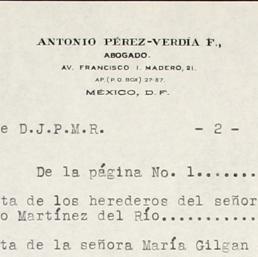 ANTONIO PÉREZ-VERDÍA F.,
ABOGADO.
AV. FRANCISCO I. MADERO, 21.
AP. (P.O. BOX) 27-87.
MÉXICO, D. F.
e D.J.P.M.R. - 2 -
De la página No. 1......
ta de los herederos del señor
o Martínez del Río..........
ta de la señora María Gilgan